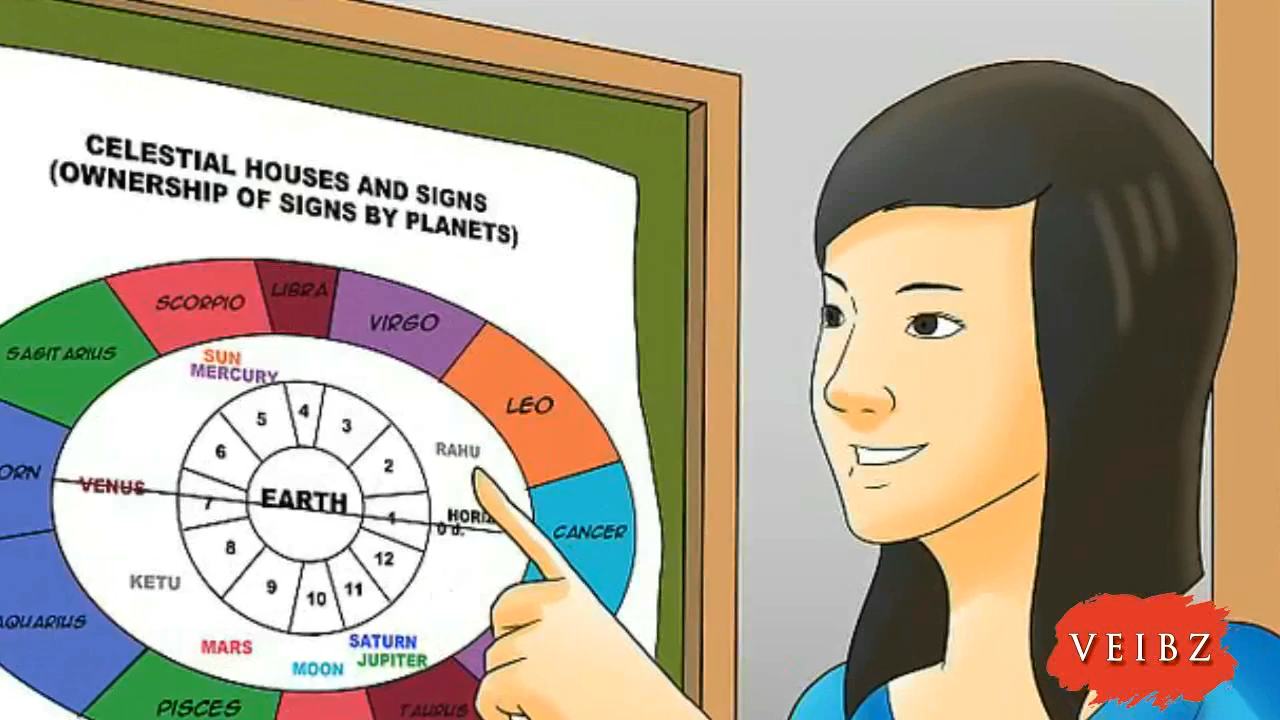 CELESTIAL HOUSES AND SIGNS
(OWNERSHIP OF SIGNS BY PLANETS)
SCORPIO
LIBRA
VIRGO
SAGITARIUS
LEO
SUN
MERCURY
5
4
3
RAHU
6
2
ORN
VENUS
EARTH
7
1
HORIZ
0 d.
CANCER
8
12
KETU
9
10
11
AQUARIUS
MARS
SATURN
MOON
JUPITER
PISCES
TAURUS
VEIBZ